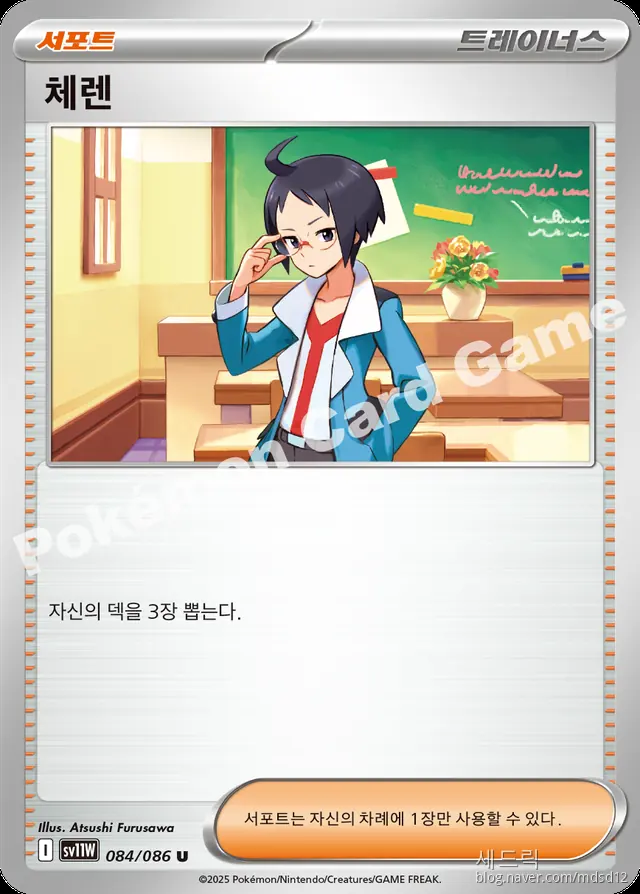 서포트
트레이너스
체렌
Pokémon Card Game
자신의 덱을 3장 뽑는다.
서포트는 자신의 차례에 1장만 사용할 수 있다.
Illus. Atsushi Furusawa
I sv11W 084/086 U
©2025 Pokémon/Nintendo/Creatures/GAME FREAK.
세드릭
blog.naver.com/mdsd12